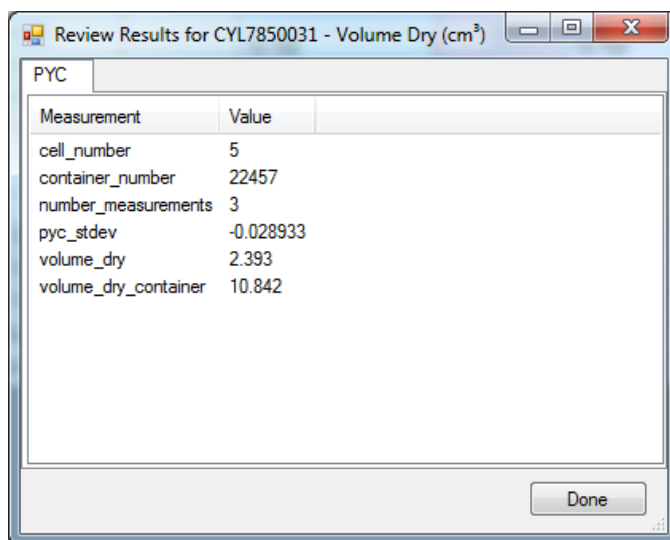 Review Results for CYL7850031 - Volume Dry (cm³)
PYC
Measurement Value
cell_number 5
container_number 22457
number_measurements 3
pyc_stdev -0.028933
volume_dry 2.393
volume_dry_container 10.842
Done